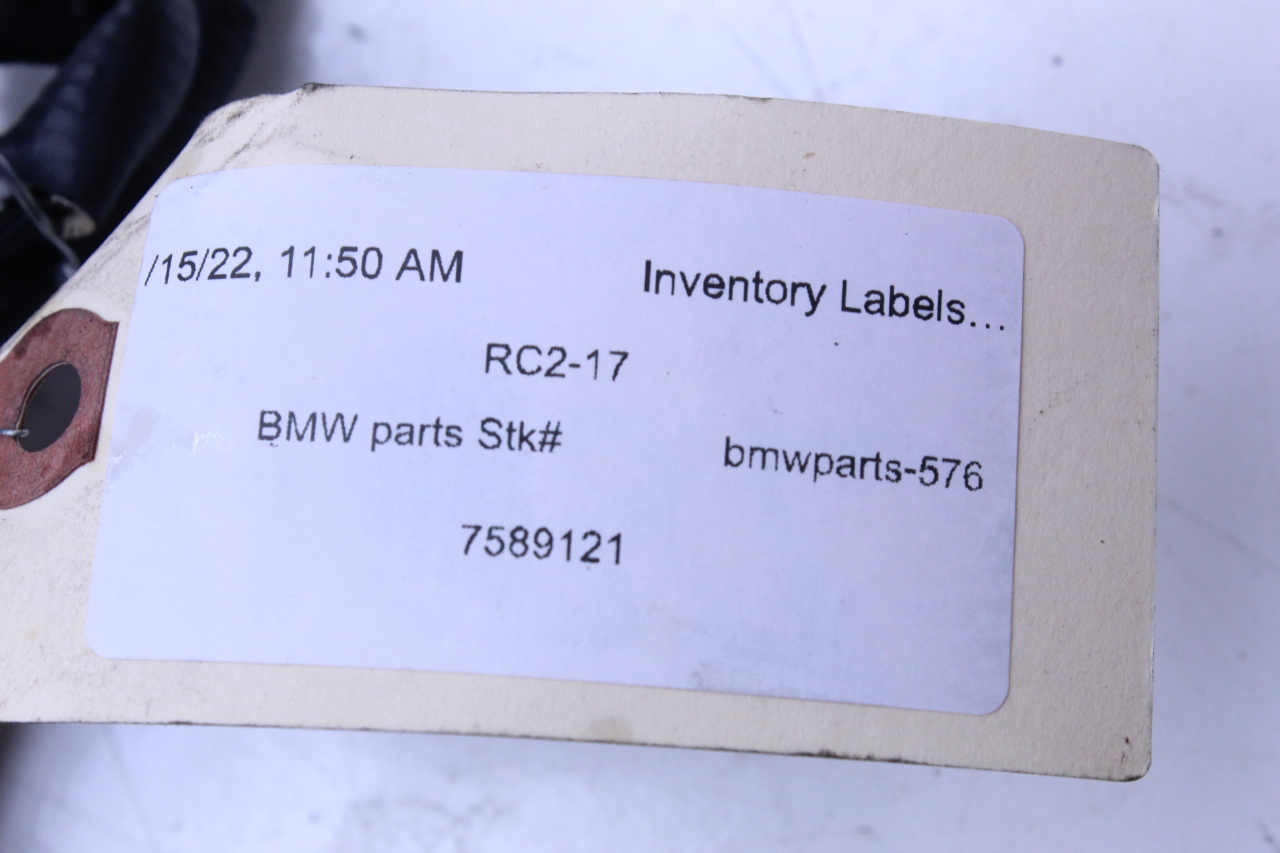 /15/22, 11:50 AM Inventory Labels...
RC2-17
BMW parts Stk# bmwparts-576
7589121